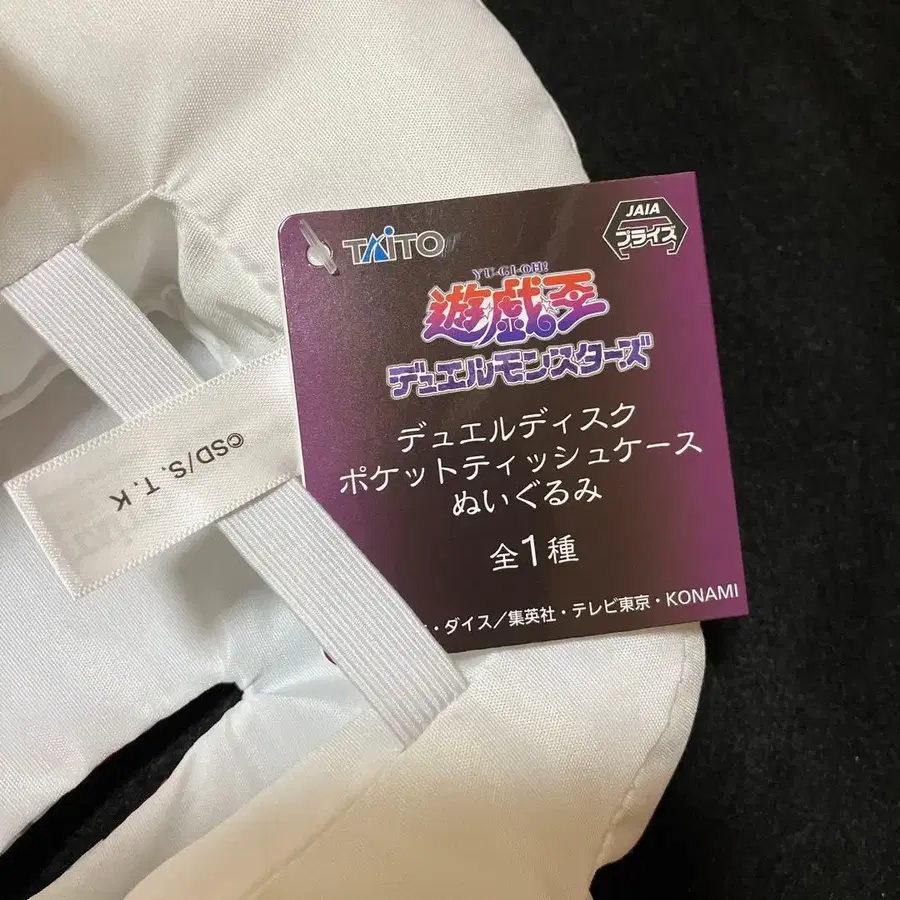 TAITO
JAIA
プライズ
YU-GI-OH!
遊戯王
デュエルモンスターズ
デュエルディスク
ポケットティッシュケース
ぬいぐるみ
全1種
・ダイス／集英社・テレビ東京・KONAMI
©SD/S. T. K